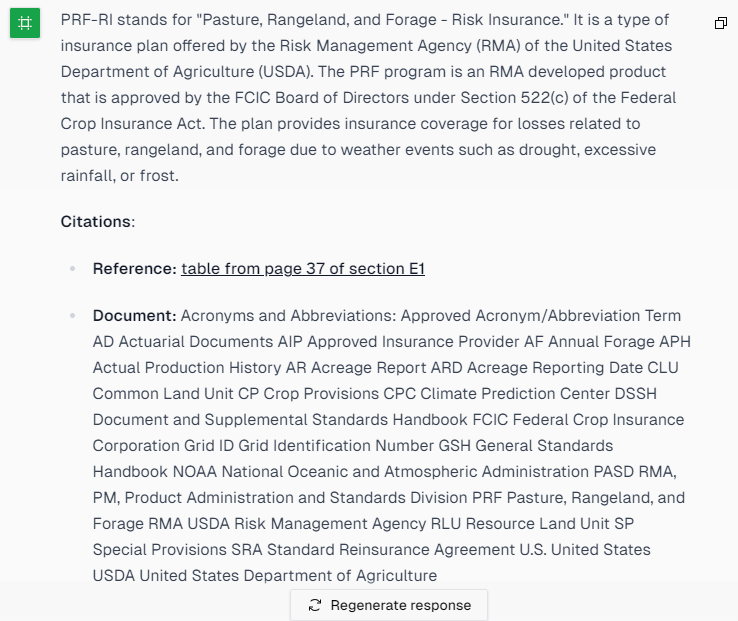 PRF-RI stands for "Pasture, Rangeland, and Forage - Risk Insurance." It is a type of
insurance plan offered by the Risk Management Agency (RMA) of the United States
Department of Agriculture (USDA). The PRF program is an RMA developed product
that is approved by the FCIC Board of Directors under Section 522(c) of the Federal
Crop Insurance Act. The plan provides insurance coverage for losses related to
pasture, rangeland, and forage due to weather events such as drought, excessive
rainfall, or frost.
Citations:
Reference: table from page 37 of section E1
Document: Acronyms and Abbreviations: Approved Acronym/Abbreviation Term
AD Actuarial Documents AIP Approved Insurance Provider AF Annual Forage APH
Actual Production History AR Acreage Report ARD Acreage Reporting Date CLU
Common Land Unit CP Crop Provisions CPC Climate Prediction Center DSSH
Document and Supplemental Standards Handbook FCIC Federal Crop Insurance
Corporation Grid ID Grid Identification Number GSH General Standards
Handbook NOAA National Oceanic and Atmospheric Administration PASD RMA,
PM, Product Administration and Standards Division PRF Pasture, Rangeland, and
Forage RMA USDA Risk Management Agency RLU Resource Land Unit SP
Special Provisions SRA Standard Reinsurance Agreement U.S. United States
USDA United States Department of Agriculture
Regenerate response